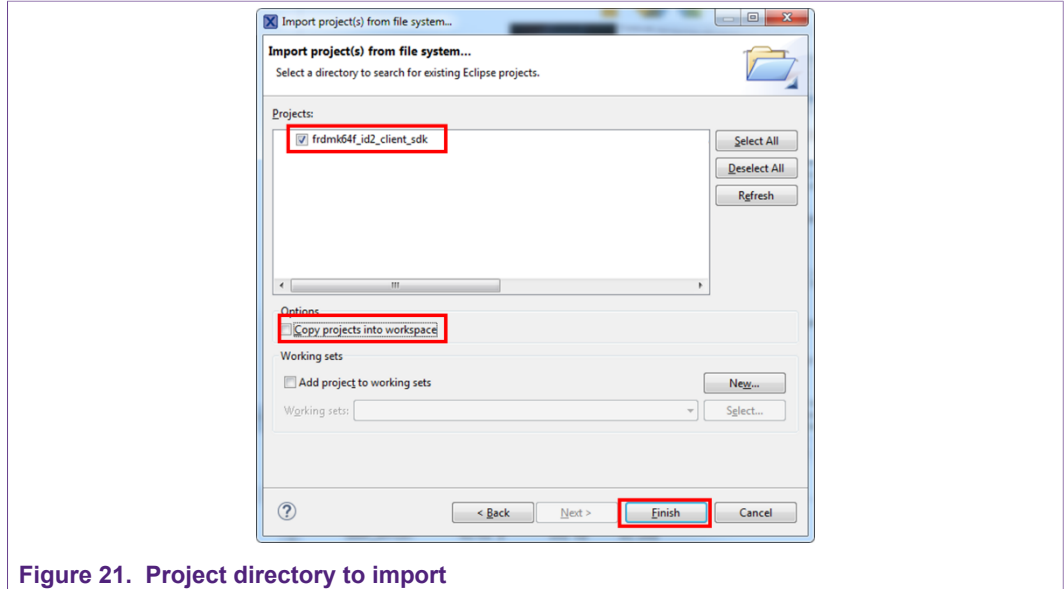 Import project(s) from file system...
Import project(s) from file system...
Select a directory to search for existing Eclipse projects.
Projects:
frdmk64f_id2_client_sdk
Select All
Deselect All
Refresh
Options
Copy projects into workspace
Working sets
Add project to working sets
New...
Working sets:
Select...
< Back
Next >
Finish
Cancel
Figure 21. Project directory to import